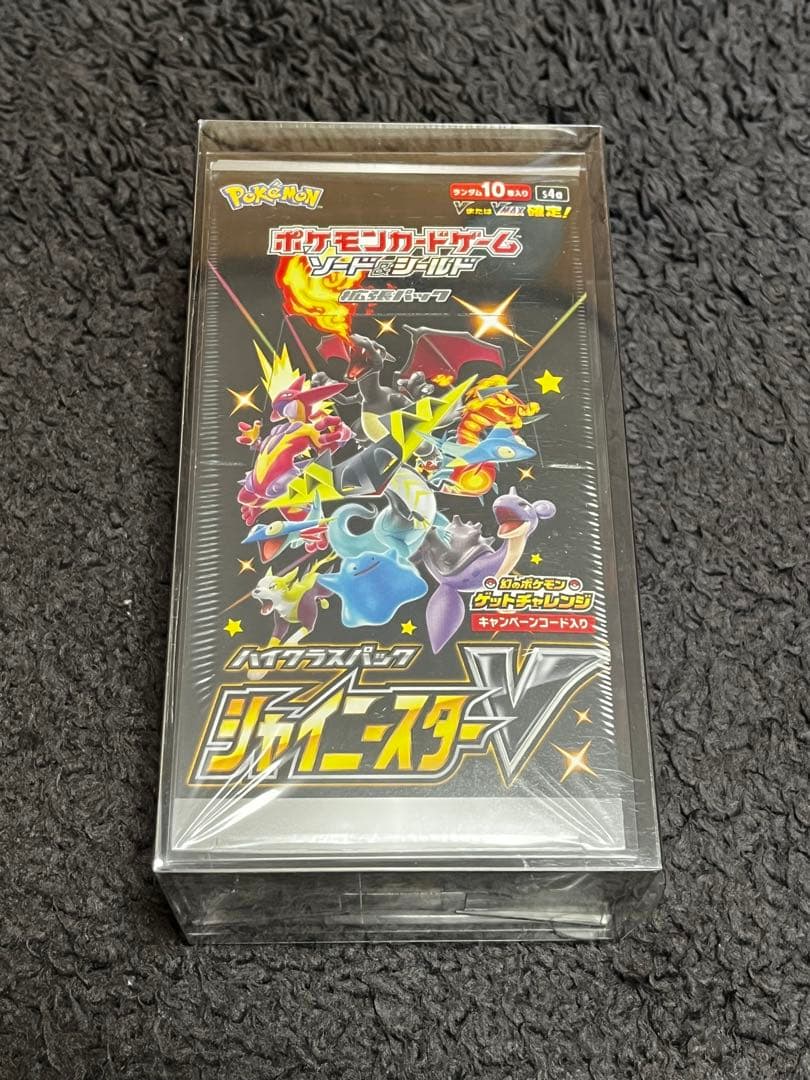 Pokémon
ランダム10枚入り
s4a
VまたはVMAX確定!
ポケモンカードゲーム
ソード&シールド
拡張パック
幻のポケモン
ゲットチャレンジ
キャンペーンコード入り
ハイクラスパック
シャイニースターV